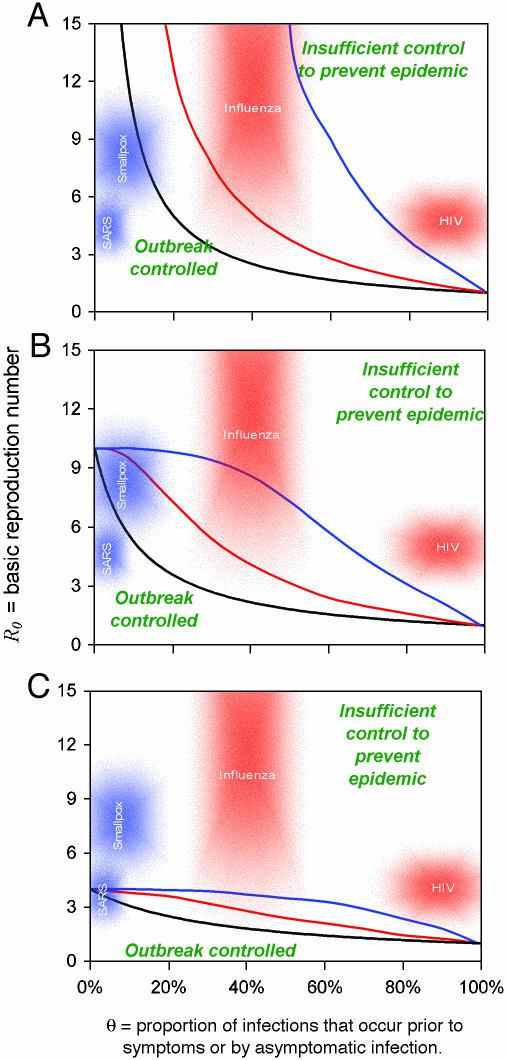 A
15
12
9
6
3
0
Insufficient control
to prevent epidemic
Influenza
Smallpox
SARS
HIV
Outbreak
controlled
B
15
12
9
6
3
0
Insufficient
control to
prevent epidemic
Influenza
Smallpox
SARS
HIV
Outbreak
controlled
R0 = basic reproduction number
C
15
12
9
6
3
0
Insufficient
control to
prevent
epidemic
Influenza
Smallpox
SARS
HIV
Outbreak controlled
0% 20% 40% 60% 80% 100%
θ = proportion of infections that occur prior to
symptoms or by asymptomatic infection.